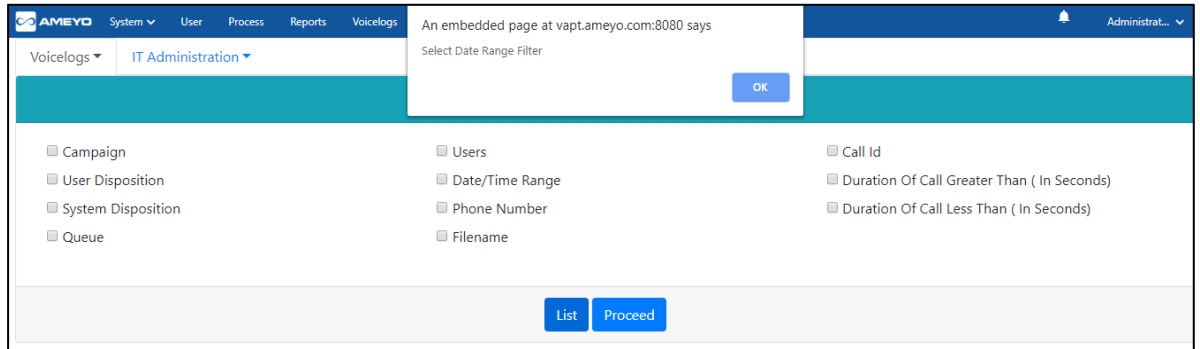 AMEYO System User Process Reports Voicelogs Administrat...
An embedded page at vapt.ameyo.com:8080 says
Select Date Range Filter
OK
Voicelogs IT Administration
Campaign Users Call Id
User Disposition Date/Time Range Duration Of Call Greater Than ( In Seconds)
System Disposition Phone Number Duration Of Call Less Than ( In Seconds)
Queue Filename
List Proceed